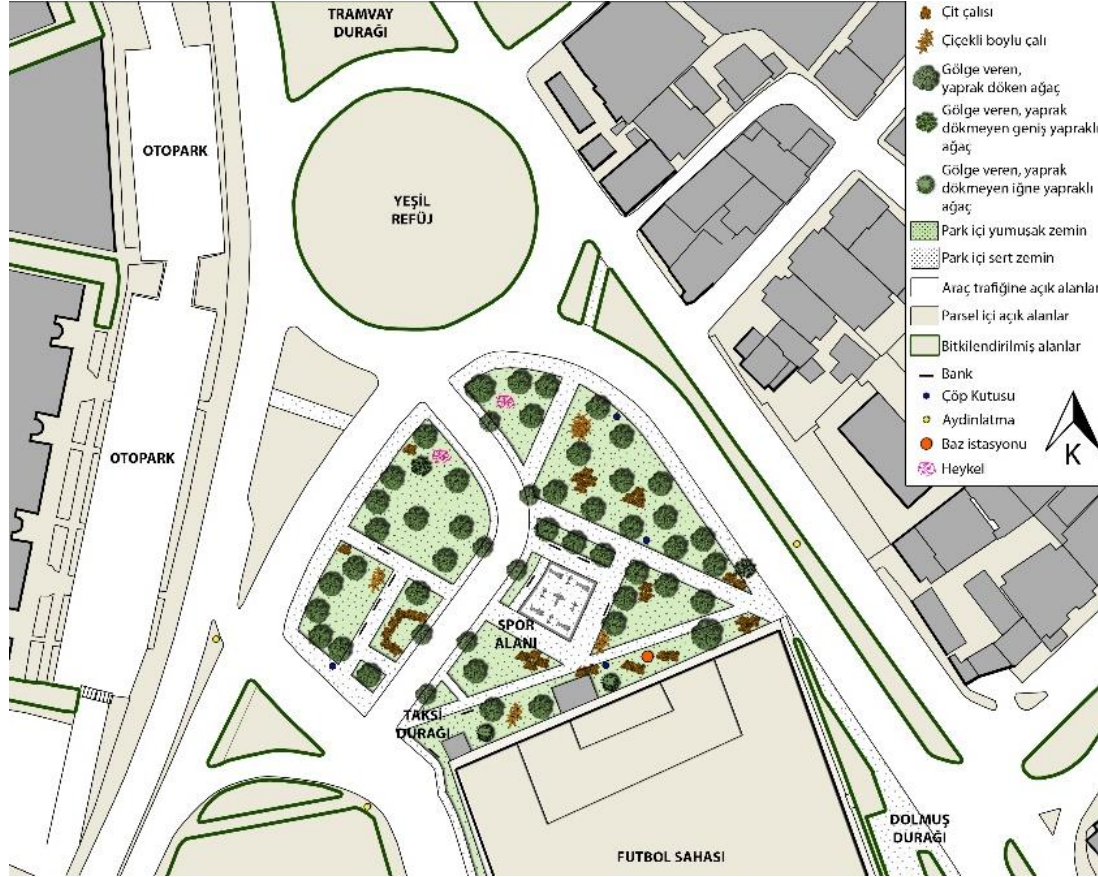 TRAMVAY
DURAĞI
OTOPARK
YEŞİL
REFÜJ
OTOPARK
SPOR
ALANI
TAKSİ
DURAĞI
DOLMUŞ
DURAĞI
FUTBOL SAHASI
Çit çalısı
Çiçekli boylu çalı
Gölge veren,
yaprak döken ağaç
Gölge veren, yaprak
dökmeyen geniş yapraklı
ağaç
Gölge veren, yaprak
dökmeyen iğne yapraklı
ağaç
Park içi yumuşak zemin
Park içi sert zemin
Araç trafiğine açık alanlar
Parsel içi açık alanlar
Bitkilendirilmiş alanlar
Bank
Çöp Kutusu
Aydinlatma
Baz istasyonu
Heykel
K